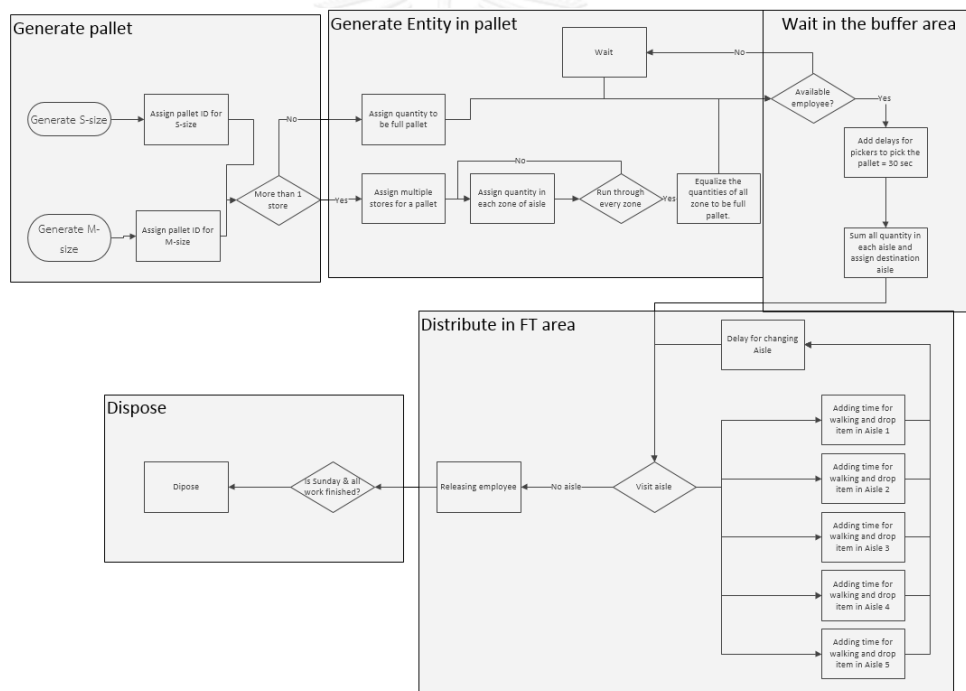 Generate pallet
Generate S-size
Assign pallet ID for
S-size
Generate M-
size
Assign pallet ID for
M-size
More than 1
store
No
Yes
Generate Entity in pallet
Wait
Assign quantity to
be full pallet
Assign multiple
stores for a pallet
Assign quantity in
each zone of aisle
No
Run through
every zone
Yes
Equalize the
quantities of all
zone to be full
pallet.
Wait in the buffer area
No
Available
employee?
Yes
Add delays for
pickers to pick the
pallet = 30 sec
Sum all quantity in
each aisle and
assign destination
aisle
Distribute in FT area
Delay for changing
Aisle
Adding time for
walking and drop
item in Aisle 1
Adding time for
walking and drop
item in Aisle 2
Adding time for
walking and drop
item in Aisle 3
Adding time for
walking and drop
item in Aisle 4
Adding time for
walking and drop
item in Aisle 5
Visit aisle
No aisle
Releasing employee
Dispose
Is Sunday & all
work finished?
Dipose